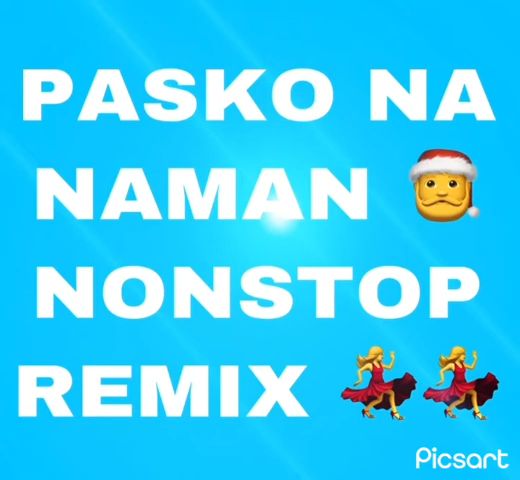 PASKO NA
NAMAN 🎅
NONSTOP
REMIX 💃💃
Picsart